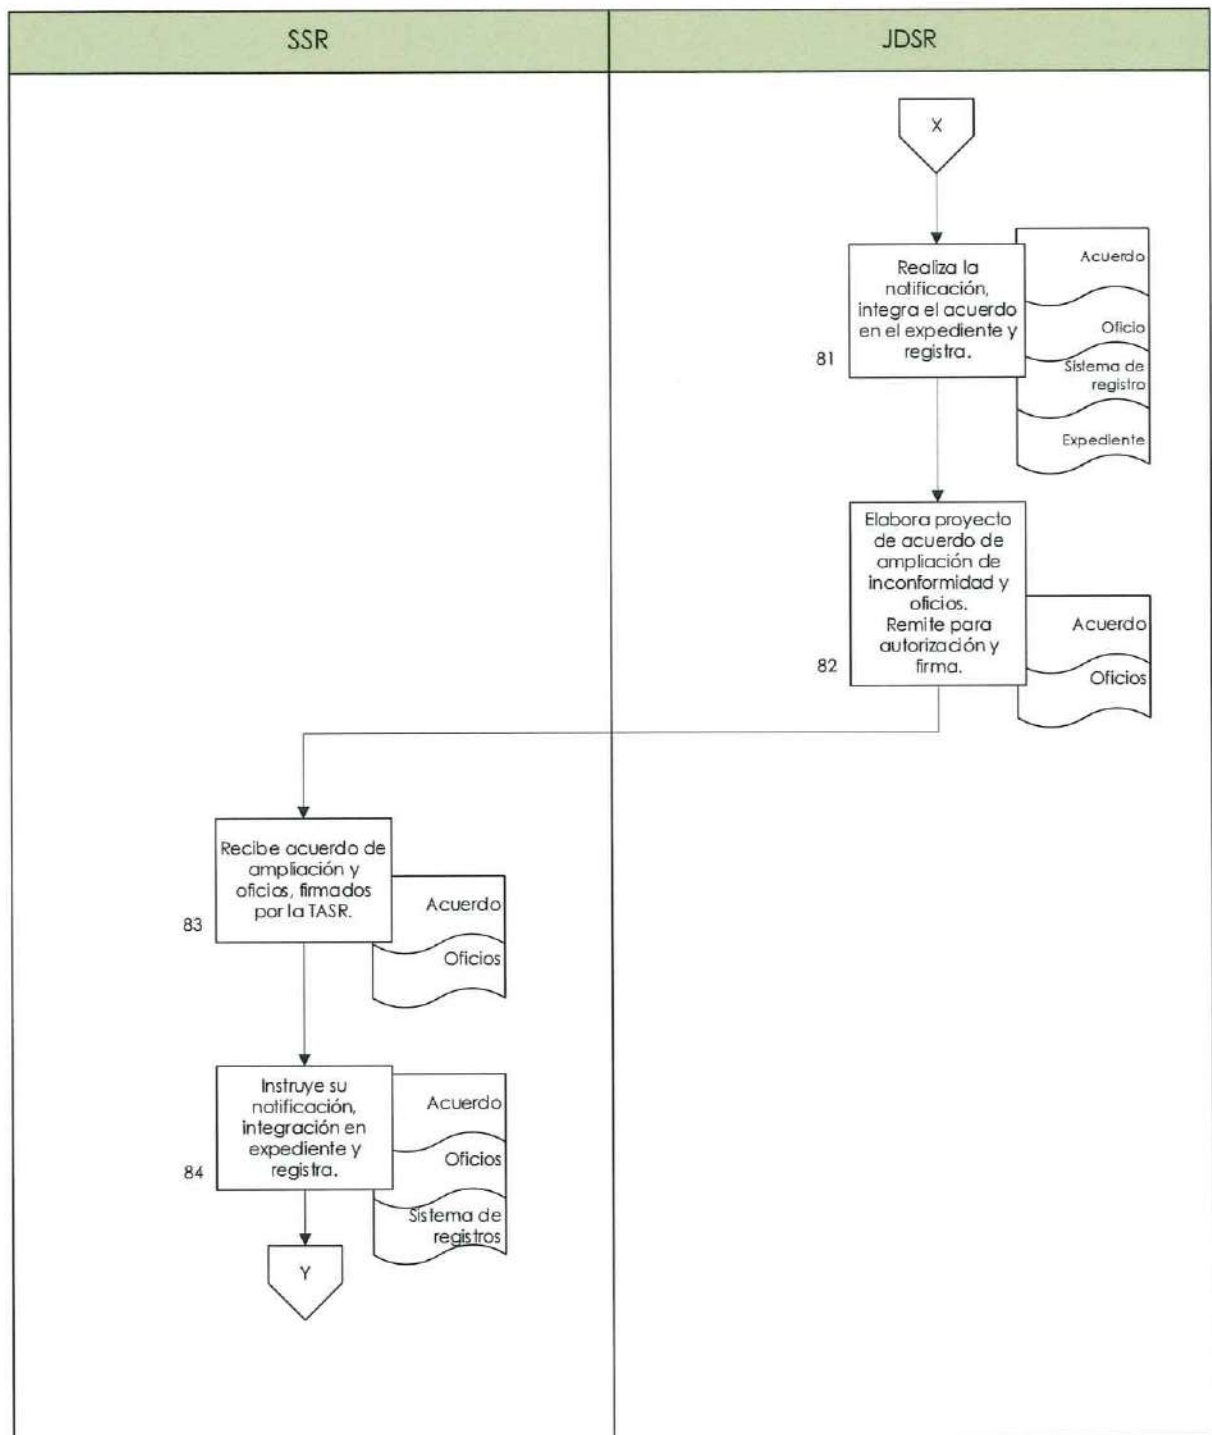 SSR
JDSR
X
Realiza la
notificación,
integra el acuerdo
en el expediente y
registra.
81
Acuerdo
Oficio
Sistema de
registro
Expediente
Elabora proyecto
de acuerdo de
ampliación de
inconformidad y
oficios.
Remite para
autorización y
firma.
82
Acuerdo
Oficios
Recibe acuerdo de
ampliación y
oficios, firmados
por la TASR.
83
Acuerdo
Oficios
Instruye su
notificación,
integración en
expediente y
registra.
84
Acuerdo
Oficios
Sistema de
registros
Y